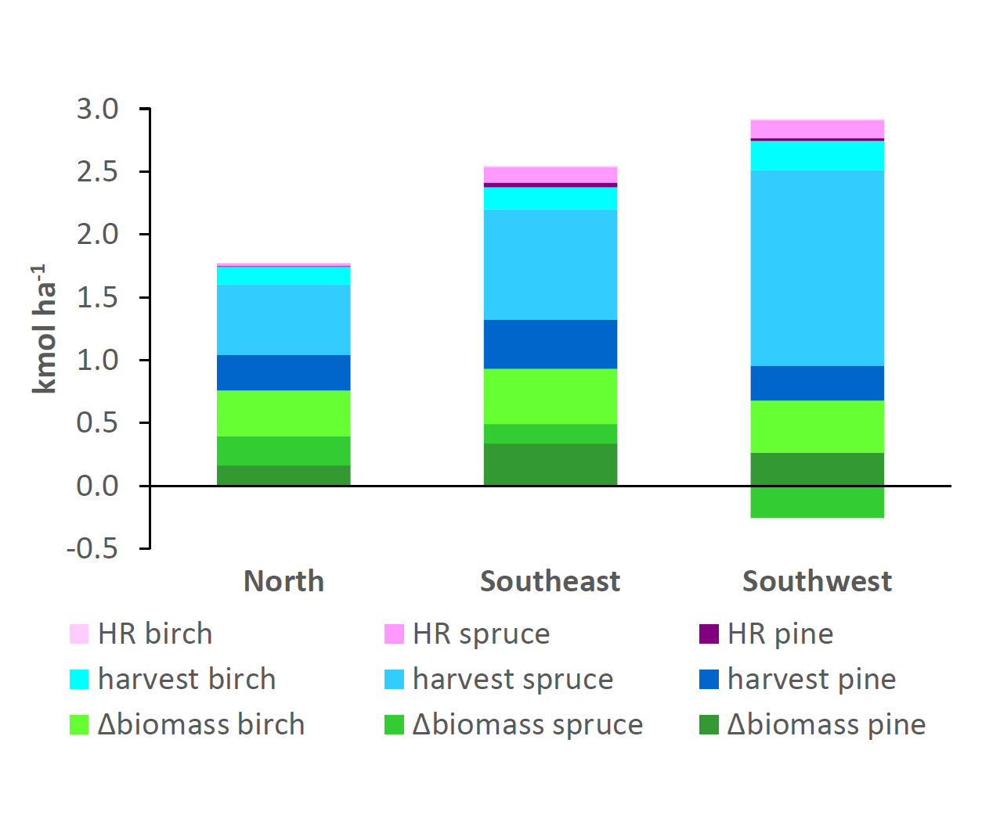 3.0
2.5
2.0
1.5
1.0
0.5
0.0
-0.5
kmol ha⁻¹
North Southeast Southwest
HR birch HR spruce HR pine
harvest birch harvest spruce harvest pine
Δbiomass birch Δbiomass spruce Δbiomass pine